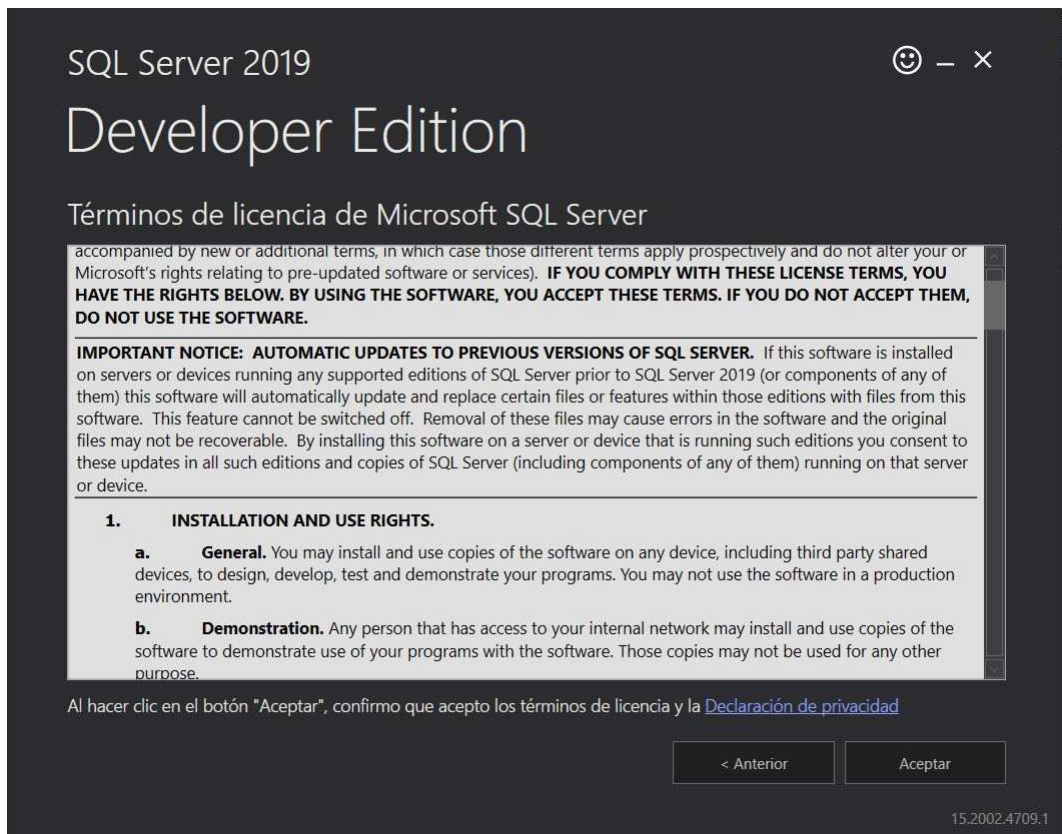 SQL Server 2019
Developer Edition
Términos de licencia de Microsoft SQL Server
accompanied by new or additional terms, in which case those different terms apply prospectively and do not alter your or
Microsoft's rights relating to pre-updated software or services). IF YOU COMPLY WITH THESE LICENSE TERMS, YOU
HAVE THE RIGHTS BELOW. BY USING THE SOFTWARE, YOU ACCEPT THESE TERMS. IF YOU DO NOT ACCEPT THEM,
DO NOT USE THE SOFTWARE.
IMPORTANT NOTICE: AUTOMATIC UPDATES TO PREVIOUS VERSIONS OF SQL SERVER. If this software is installed
on servers or devices running any supported editions of SQL Server prior to SQL Server 2019 (or components of any of
them) this software will automatically update and replace certain files or features within those editions with files from this
software. This feature cannot be switched off. Removal of these files may cause errors in the software and the original
files may not be recoverable. By installing this software on a server or device that is running such editions you consent to
these updates in all such editions and copies of SQL Server (including components of any of them) running on that server
or device.
1. INSTALLATION AND USE RIGHTS.
a. General. You may install and use copies of the software on any device, including third party shared
devices, to design, develop, test and demonstrate your programs. You may not use the software in a production
environment.
b. Demonstration. Any person that has access to your internal network may install and use copies of the
software to demonstrate use of your programs with the software. Those copies may not be used for any other
purpose.
Al hacer clic en el botón "Aceptar", confirmo que acepto los términos de licencia y la Declaración de privacidad
< Anterior
Aceptar
15.2002.4709.1